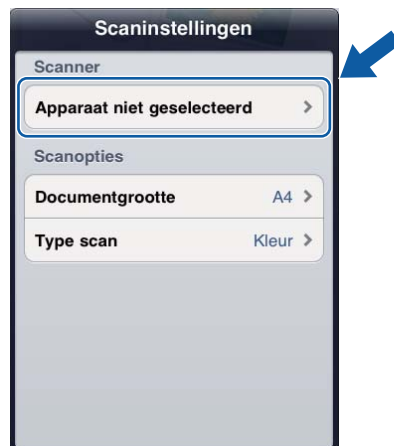 Scaninstellingen
Scanner
Apparaat niet geselecteerd
Scanopties
Documentgrootte A4
Type scan Kleur